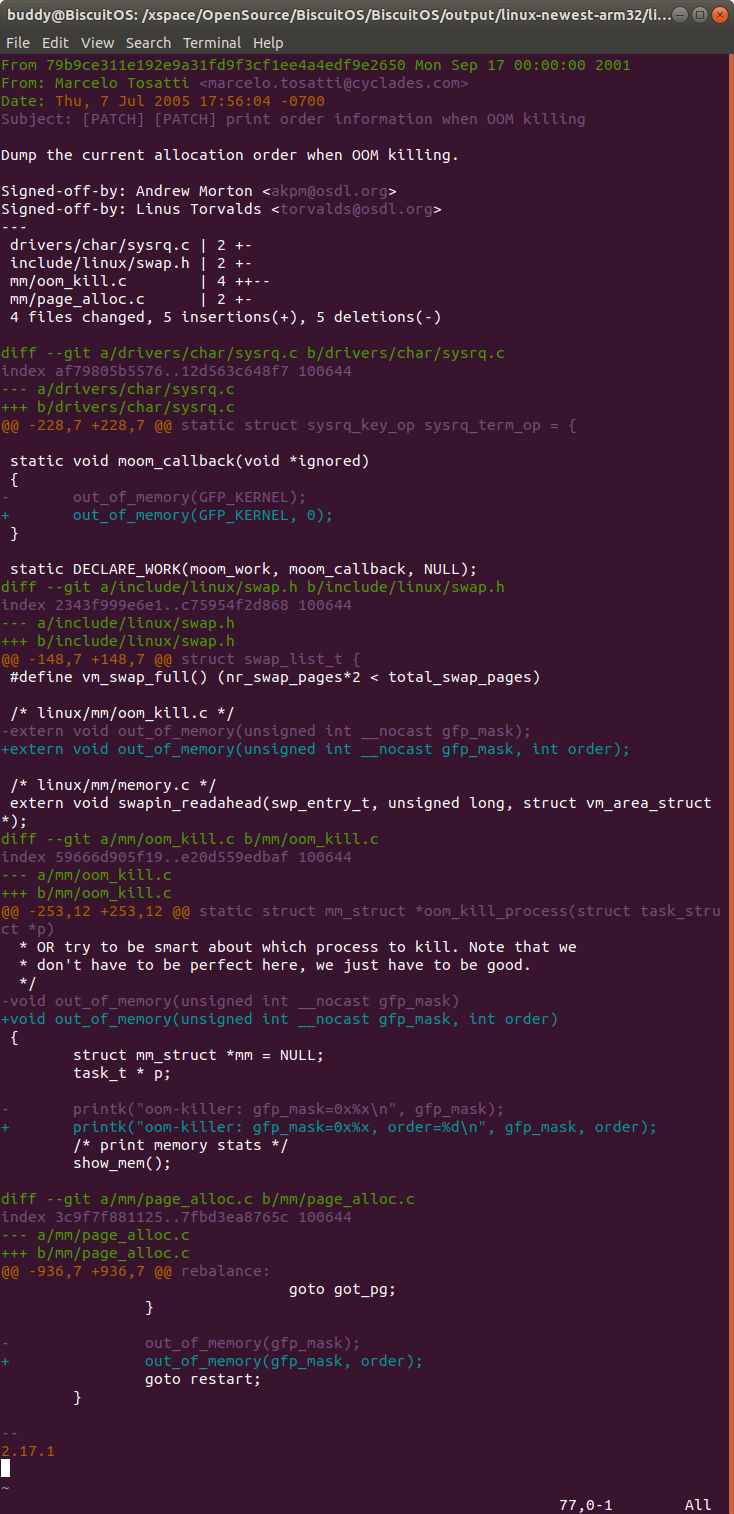 buddy@BiscuitOS: /xspace/OpenSource/BiscuitOS/BiscuitOS/output/linux-newest-arm32/li...
File Edit View Search Terminal Help
From 79b9ce311e192e9a31fd9f3cf1ee4a4edf9e2650 Mon Sep 17 00:00:00 2001
From: Marcelo Tosatti <marcelo.tosatti@cyclades.com>
Date: Thu, 7 Jul 2005 17:56:04 -0700
Subject: [PATCH] [PATCH] print order information when OOM killing

Dump the current allocation order when OOM killing.

Signed-off-by: Andrew Morton <akpm@osdl.org>
Signed-off-by: Linus Torvalds <torvalds@osdl.org>
---
 drivers/char/sysrq.c | 2 +-
 include/linux/swap.h | 2 +-
 mm/oom_kill.c        | 4 ++--
 mm/page_alloc.c      | 2 +-
 4 files changed, 5 insertions(+), 5 deletions(-)

diff --git a/drivers/char/sysrq.c b/drivers/char/sysrq.c
index af79805b5576..12d563c648f7 100644
--- a/drivers/char/sysrq.c
+++ b/drivers/char/sysrq.c
@@ -228,7 +228,7 @@ static struct sysrq_key_op sysrq_term_op = {

 static void moom_callback(void *ignored)
 {
-       out_of_memory(GFP_KERNEL);
+       out_of_memory(GFP_KERNEL, 0);
 }

 static DECLARE_WORK(moom_work, moom_callback, NULL);
diff --git a/include/linux/swap.h b/include/linux/swap.h
index 2343f999e6e1..c75954f2d868 100644
--- a/include/linux/swap.h
+++ b/include/linux/swap.h
@@ -148,7 +148,7 @@ struct swap_list_t {
 #define vm_swap_full() (nr_swap_pages*2 < total_swap_pages)

 /* linux/mm/oom_kill.c */
-extern void out_of_memory(unsigned int __nocast gfp_mask);
+extern void out_of_memory(unsigned int __nocast gfp_mask, int order);

 /* linux/mm/memory.c */
 extern void swapin_readahead(swp_entry_t, unsigned long, struct vm_area_struct
*);
diff --git a/mm/oom_kill.c b/mm/oom_kill.c
index 59666d905f19..e20d559edbaf 100644
--- a/mm/oom_kill.c
+++ b/mm/oom_kill.c
@@ -253,12 +253,12 @@ static struct mm_struct *oom_kill_process(struct task_stru
ct *p)
  * OR try to be smart about which process to kill. Note that we
  * don't have to be perfect here, we just have to be good.
  */
-void out_of_memory(unsigned int __nocast gfp_mask)
+void out_of_memory(unsigned int __nocast gfp_mask, int order)
 {
        struct mm_struct *mm = NULL;
        task_t * p;

-       printk("oom-killer: gfp_mask=0x%x\n", gfp_mask);
+       printk("oom-killer: gfp_mask=0x%x, order=%d\n", gfp_mask, order);
        /* print memory stats */
        show_mem();

diff --git a/mm/page_alloc.c b/mm/page_alloc.c
index 3c9f7f881125..7fbd3ea8765c 100644
--- a/mm/page_alloc.c
+++ b/mm/page_alloc.c
@@ -936,7 +936,7 @@ rebalance:
                                goto got_pg;
                }

-               out_of_memory(gfp_mask);
+               out_of_memory(gfp_mask, order);
                goto restart;
        }

--
2.17.1
~
77,0-1 All